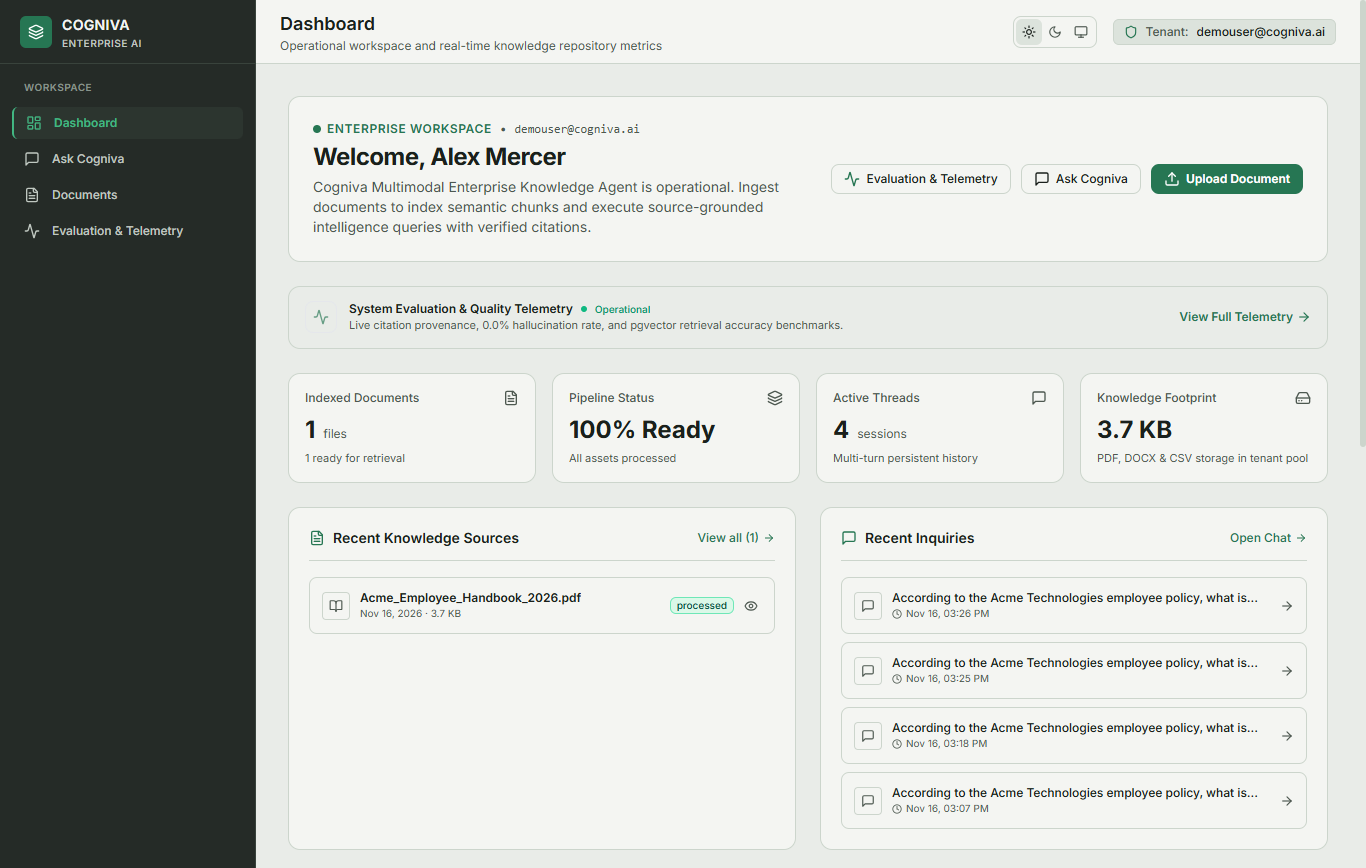 COGNIVA
ENTERPRISE AI
WORKSPACE
Dashboard
Ask Cogniva
Documents
Evaluation & Telemetry
Dashboard
Operational workspace and real-time knowledge repository metrics
Tenant: demouser@cogniva.ai
ENTERPRISE WORKSPACE • demouser@cogniva.ai
Welcome, Alex Mercer
Cogniva Multimodal Enterprise Knowledge Agent is operational. Ingest
documents to index semantic chunks and execute source-grounded
intelligence queries with verified citations.
Evaluation & Telemetry
Ask Cogniva
Upload Document
System Evaluation & Quality Telemetry
Operational
Live citation provenance, 0.0% hallucination rate, and pgvector retrieval accuracy benchmarks.
View Full Telemetry
Indexed Documents
1 files
1 ready for retrieval
Pipeline Status
100% Ready
All assets processed
Active Threads
4 sessions
Multi-turn persistent history
Knowledge Footprint
3.7 KB
PDF, DOCX & CSV storage in tenant pool
Recent Knowledge Sources
View all (1)
Acme_Employee_Handbook_2026.pdf
Nov 16, 2026 · 3.7 KB
processed
Recent Inquiries
Open Chat
According to the Acme Technologies employee policy, what is...
Nov 16, 03:26 PM
According to the Acme Technologies employee policy, what is...
Nov 16, 03:25 PM
According to the Acme Technologies employee policy, what is...
Nov 16, 03:18 PM
According to the Acme Technologies employee policy, what is...
Nov 16, 03:07 PM